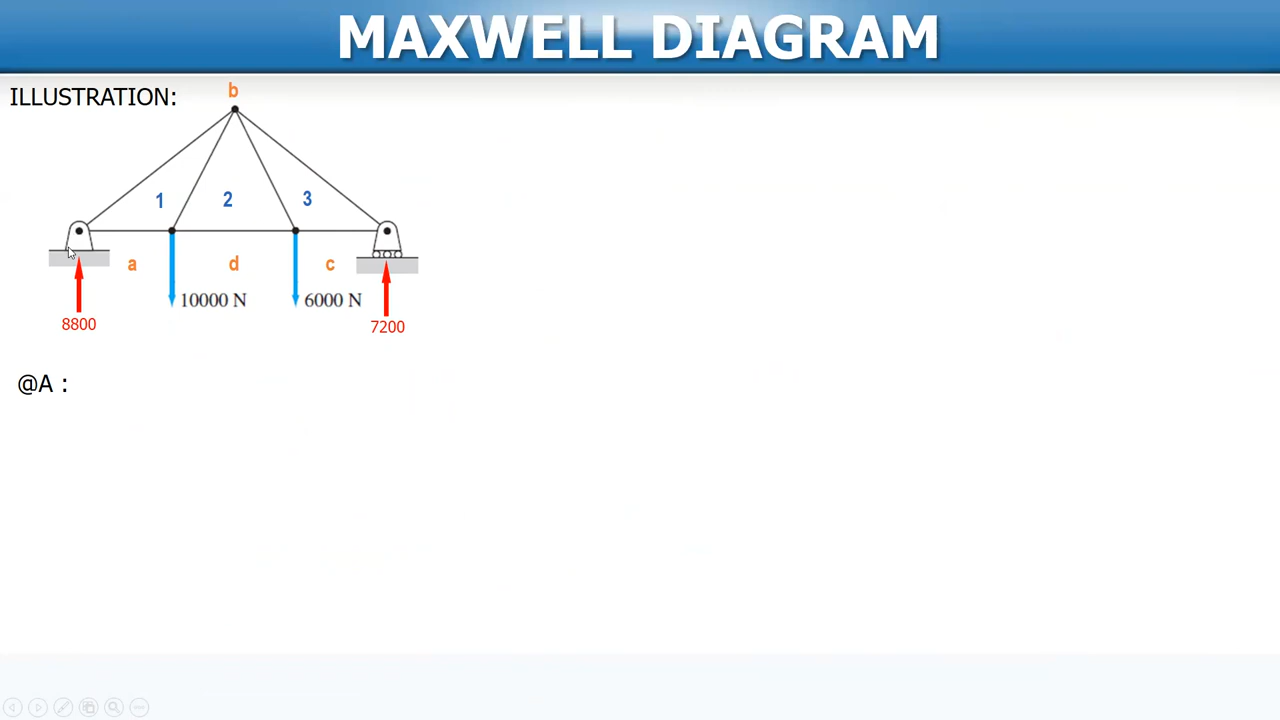 MAXWELL DIAGRAM
ILLUSTRATION:
b
1
2
3
a
d
c
10000 N
6000 N
8800
7200
@A :